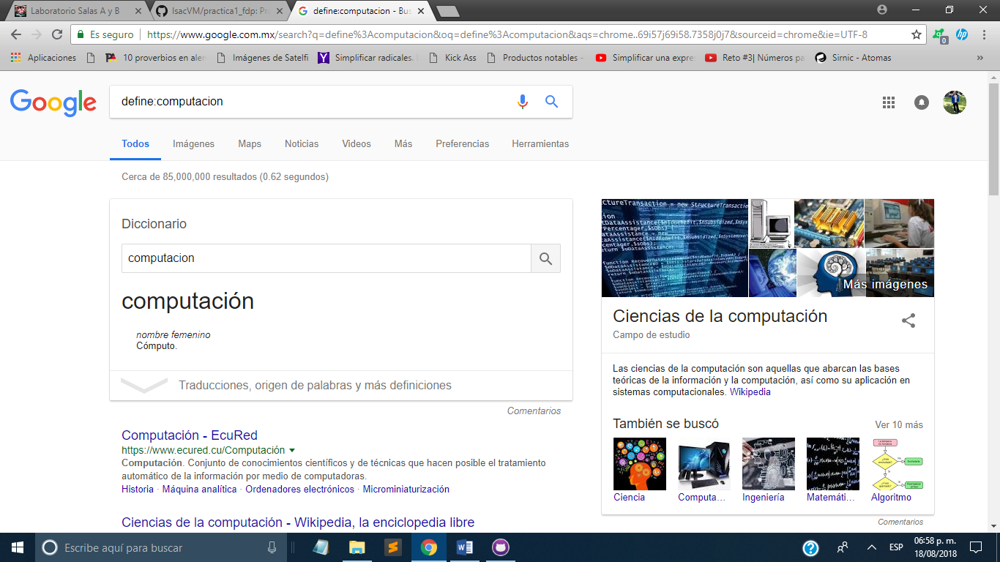 Laboratorio Salas A y B
IsacVM/practica1_fdp: Pr
define:computacion - Bus
Es seguro
https://www.google.com.mx/search?q=define%3Acomputacion&oq=define%3Acomputacion&aqs=chrome..69i57j69i58.7358j0j7&sourceid=chrome&ie=UTF-8
0
Aplicaciones
10 proverbios en alem
Imágenes de Satelfi
Simplificar radicales.
Kick Ass
Productos notables -
Simplificar una expre
Reto #3| Números pa
Sirnic - Atomas
»
Google
define:computacion
Todos
Imágenes
Maps
Noticias
Videos
Más
Preferencias
Herramientas
Cerca de 85,000,000 resultados (0.62 segundos)
Diccionario
computacion
computación
nombre femenino
Cómputo.
Traducciones, origen de palabras y más definiciones
Comentarios
Computación - EcuRed
https://www.ecured.cu/Computación
Computación. Conjunto de conocimientos científicos y de técnicas que hacen posible el tratamiento
automático de la información por medio de computadoras.
Historia · Máquina analítica · Ordenadores electrónicos · Microminiaturización
Ciencias de la computación - Wikipedia, la enciclopedia libre
Más imágenes
Ciencias de la computación
Campo de estudio
Las ciencias de la computación son aquellas que abarcan las bases
teóricas de la información y la computación, así como su aplicación en
sistemas computacionales. Wikipedia
También se buscó
Ver 10 más
Ciencia
Computa...
Ingeniería
Matemáti...
Algoritmo
Comentarios
Escribe aquí para buscar
ESP
06:58 p. m.
18/08/2018